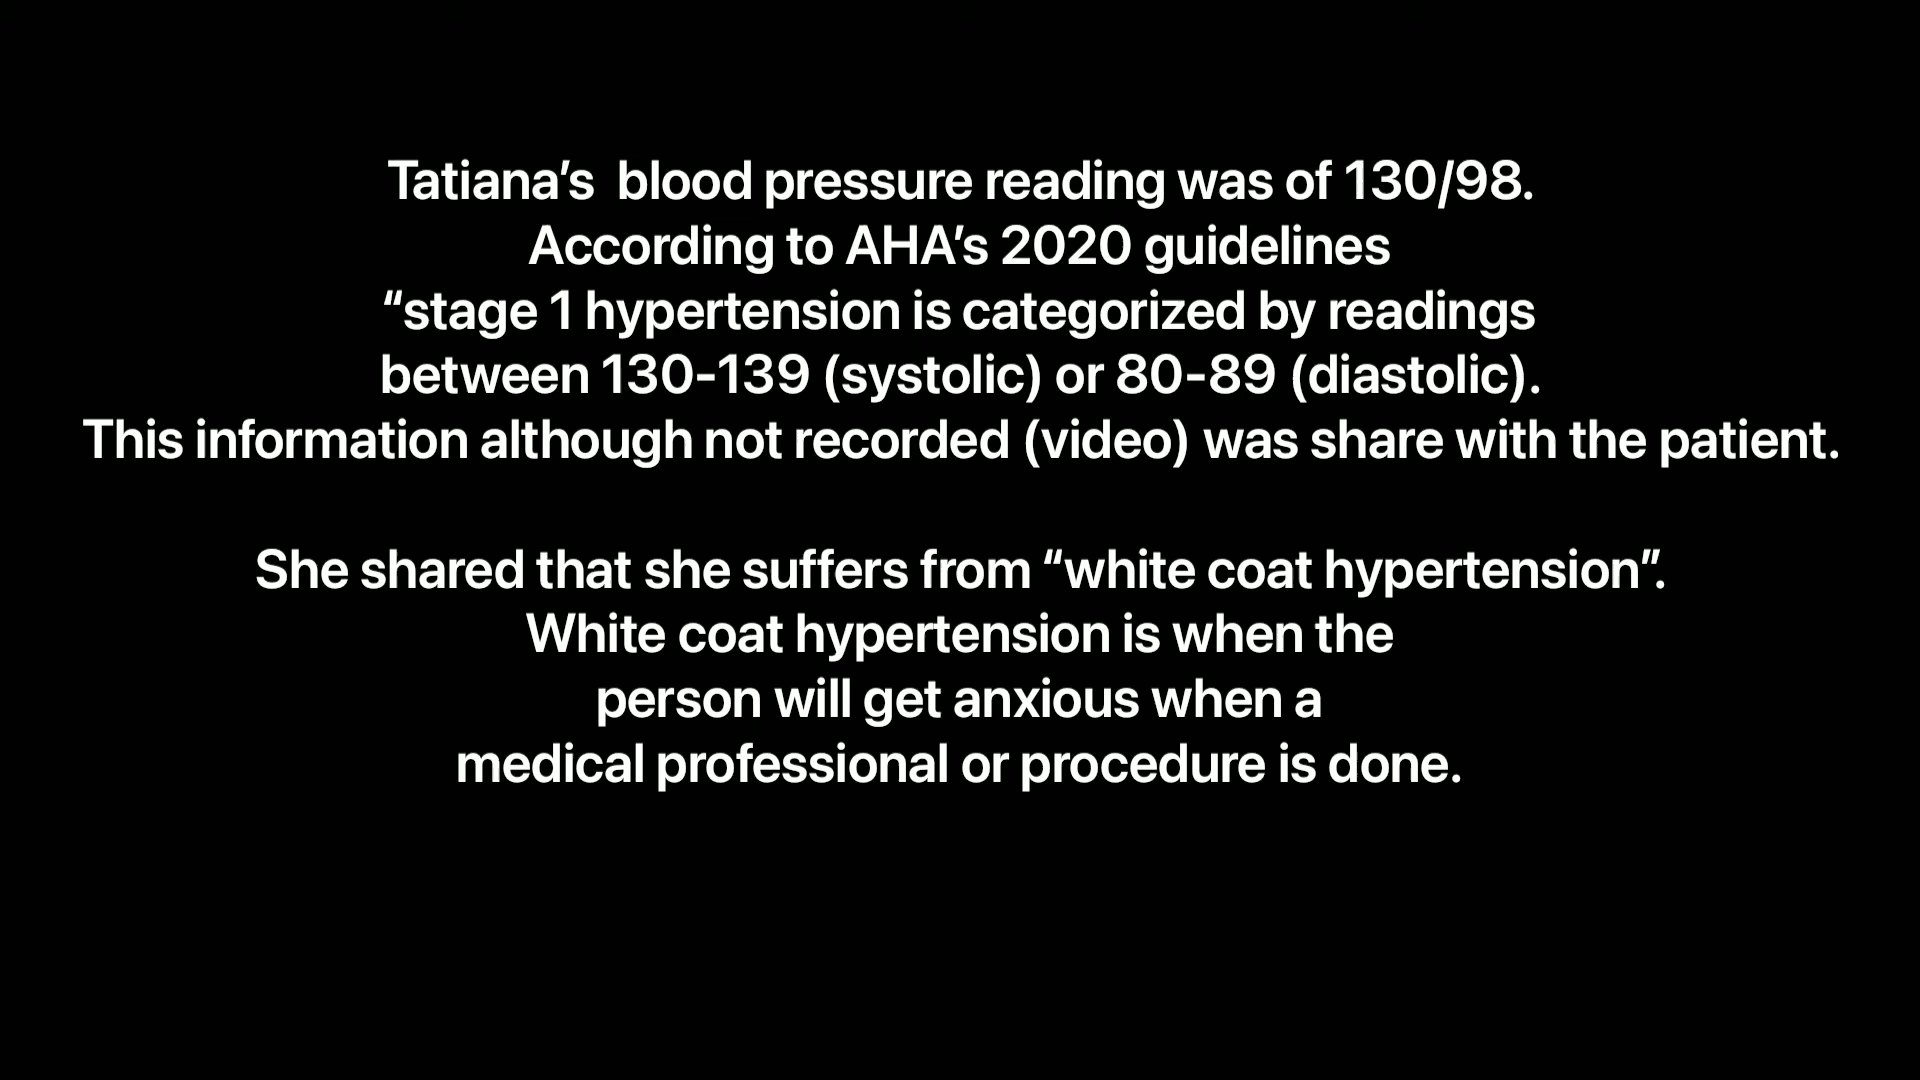 Tatiana’s  blood pressure reading was of 130/98.
According to AHA’s 2020 guidelines
“stage 1 hypertension is categorized by readings
between 130-139 (systolic) or 80-89 (diastolic).
This information although not recorded (video) was share with the patient.
She shared that she suffers from “white coat hypertension”.
White coat hypertension is when the
person will get anxious when a
medical professional or procedure is done.